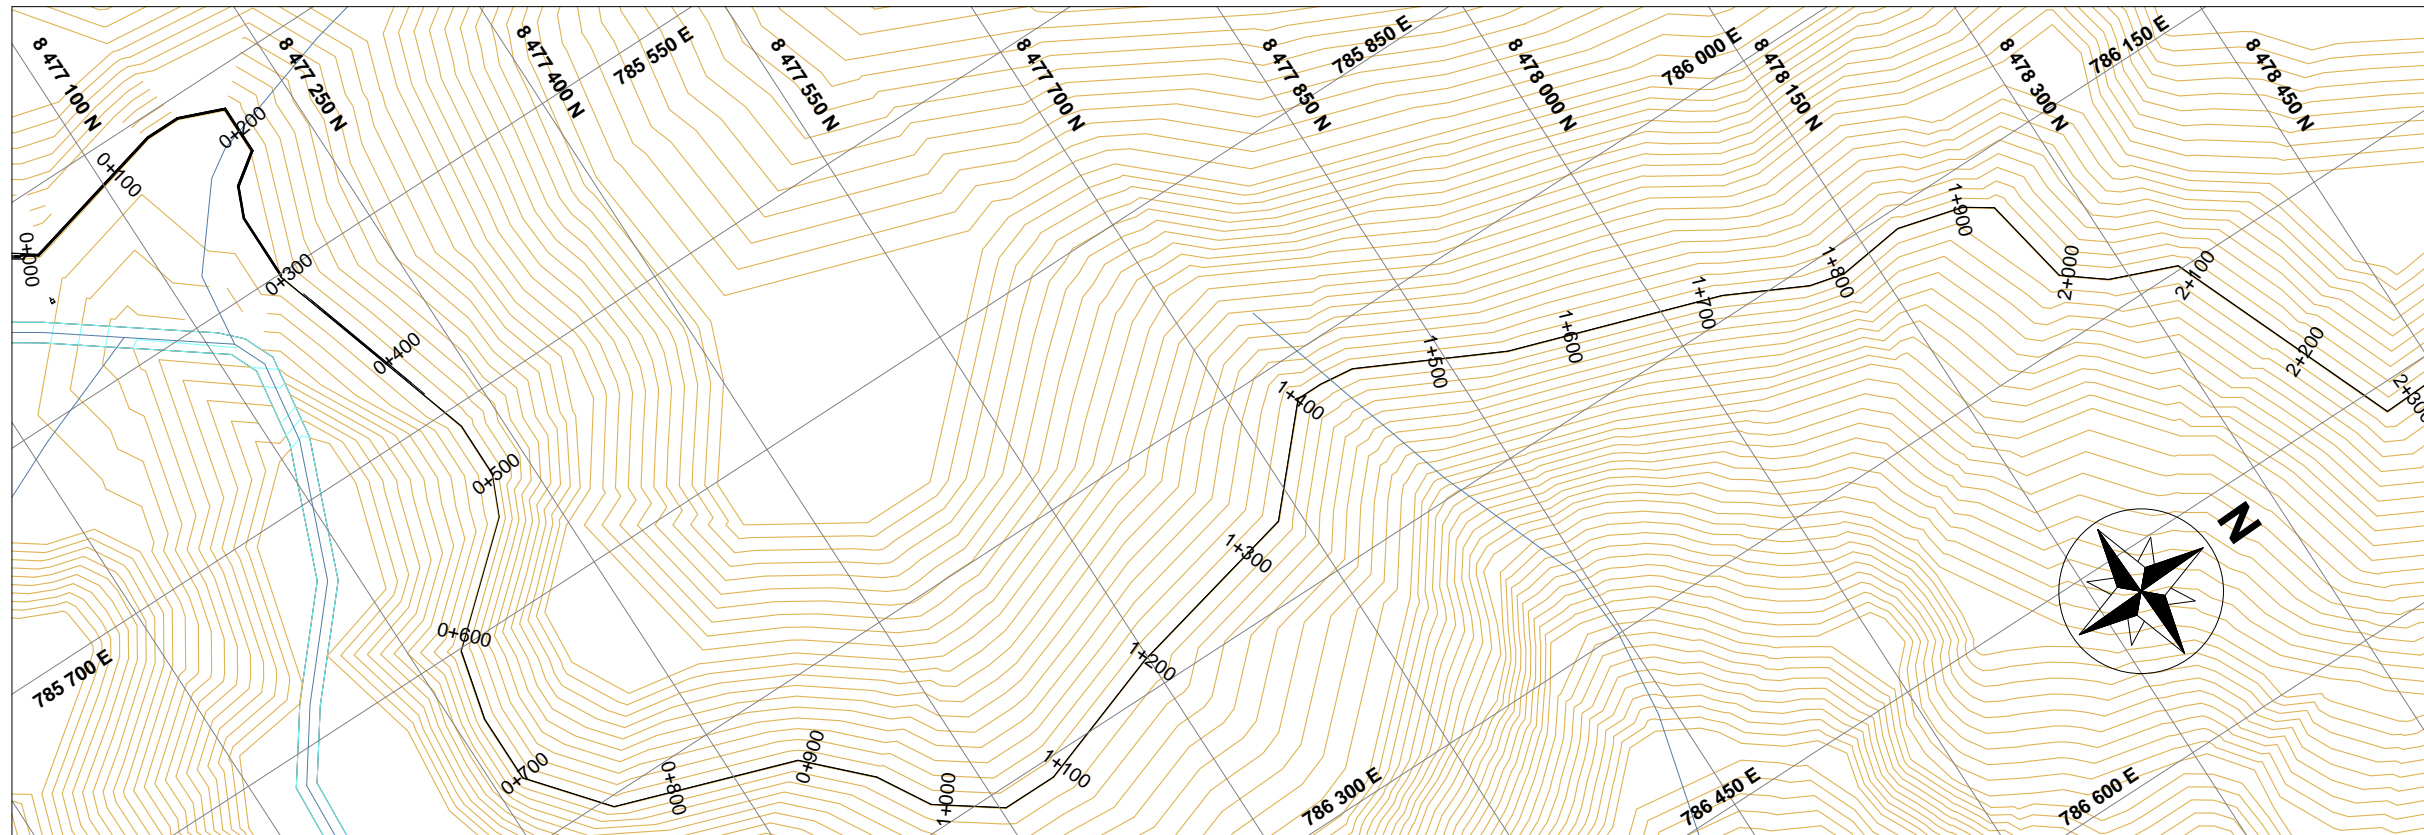 8 477 100 N
8 477 250 N
8 477 400 N
785 550 E
8 477 550 N
8 477 700 N
8 477 850 N
785 850 E
8 478 000 N
786 000 E
8 478 150 N
8 478 300 N
786 150 E
8 478 450 N
0+000
0+100
0+200
0+300
0+400
0+500
0+600
0+700
0+800
0+900
1+000
1+100
1+200
1+300
1+400
1+500
1+600
1+700
1+800
1+900
2+000
2+100
2+200
2+300
N
785 700 E
786 300 E
786 450 E
786 600 E